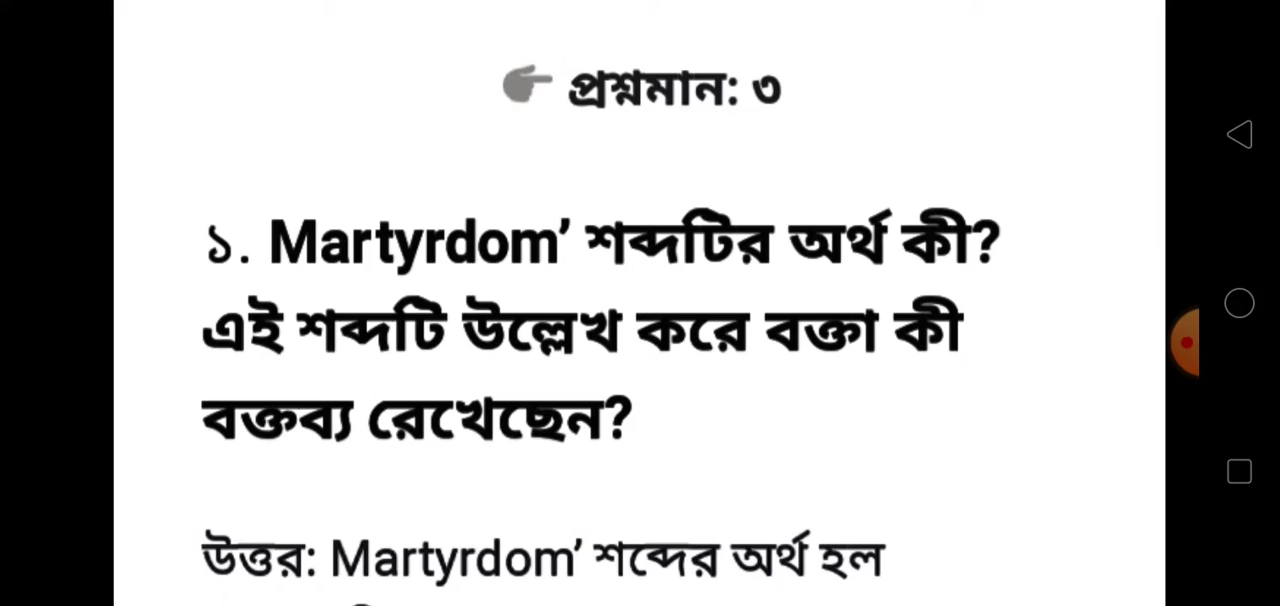 👉 প্রশ্নমান: ৩
১. Martyrdom’ শব্দটির অর্থ কী?
এই শব্দটি উল্লেখ করে বক্তা কী
বক্তব্য রেখেছেন?
উত্তর: Martyrdom’ শব্দের অর্থ হল